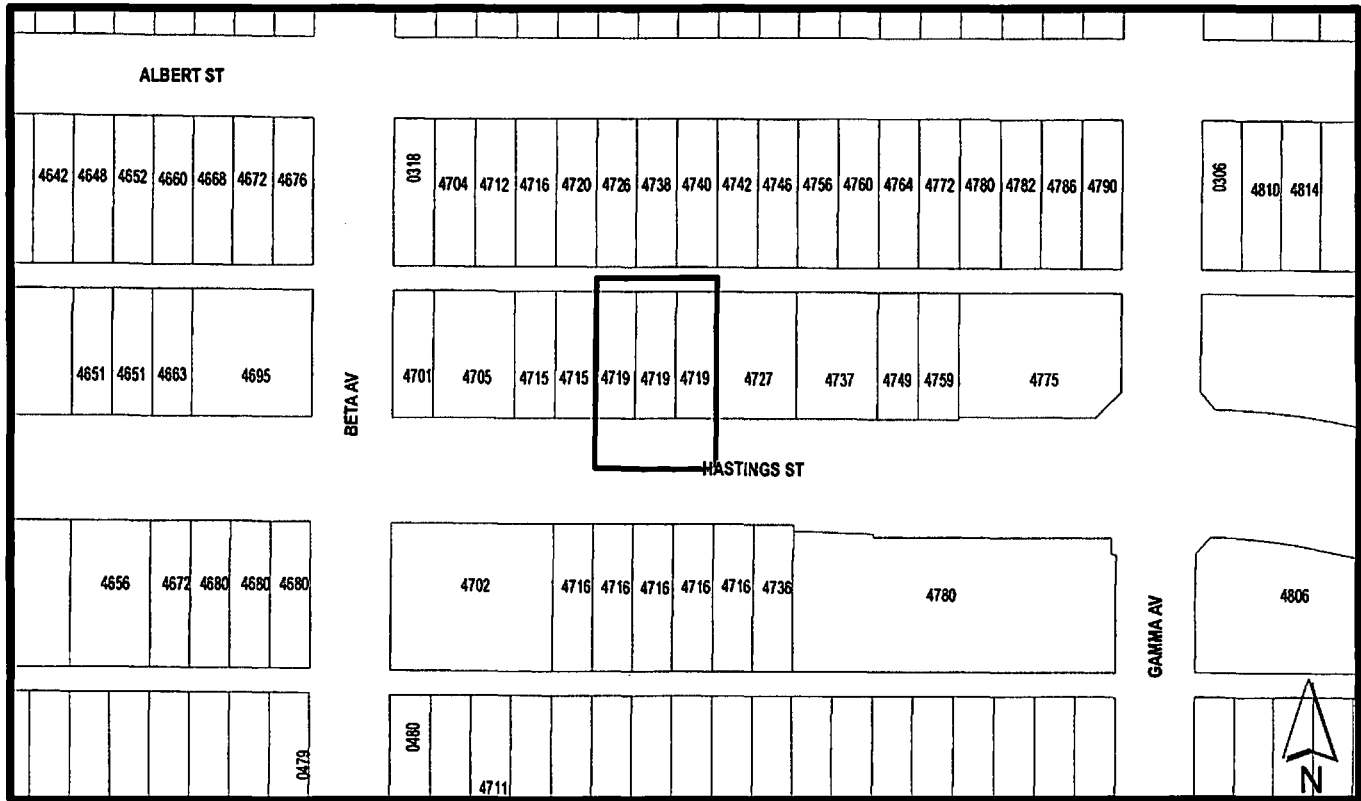 ALBERT ST
4642 4648 4652 4660 4668 4672 4676
0318 4704 4712 4716 4720 4726 4738 4740 4742 4746 4756 4760 4764 4772 4780 4782 4786 4790
0306 4810 4814
4651 4651 4663 4695
BETA AV
4701 4705 4715 4715 4719 4719 4719 4727 4737 4749 4759 4775
HASTINGS ST
4656 4672 4680 4680 4680
4702 4716 4716 4716 4716 4716 4736 4780
GAMMA AV
4806
0479
0480
4711
N